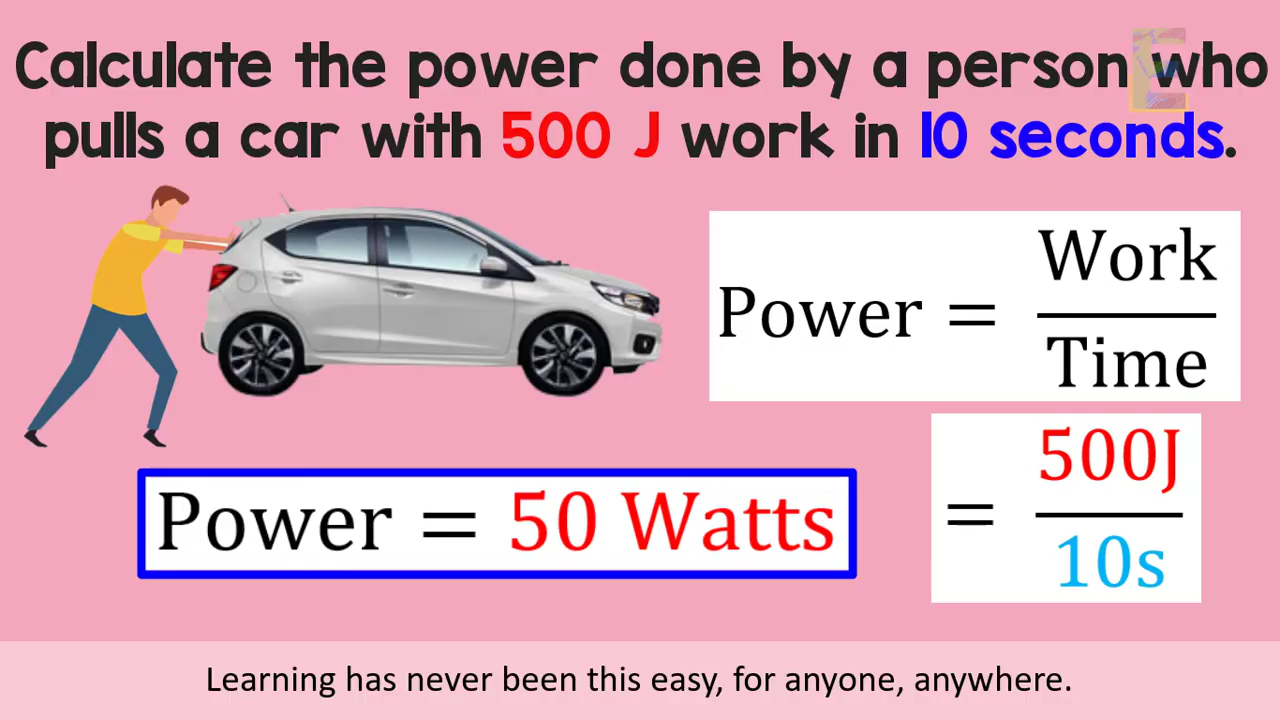 Calculate the power done by a person who
pulls a car with 500 J work in 10 seconds.
Power = Work
Time
= 500J
10s
Power = 50 Watts
Learning has never been this easy, for anyone, anywhere.